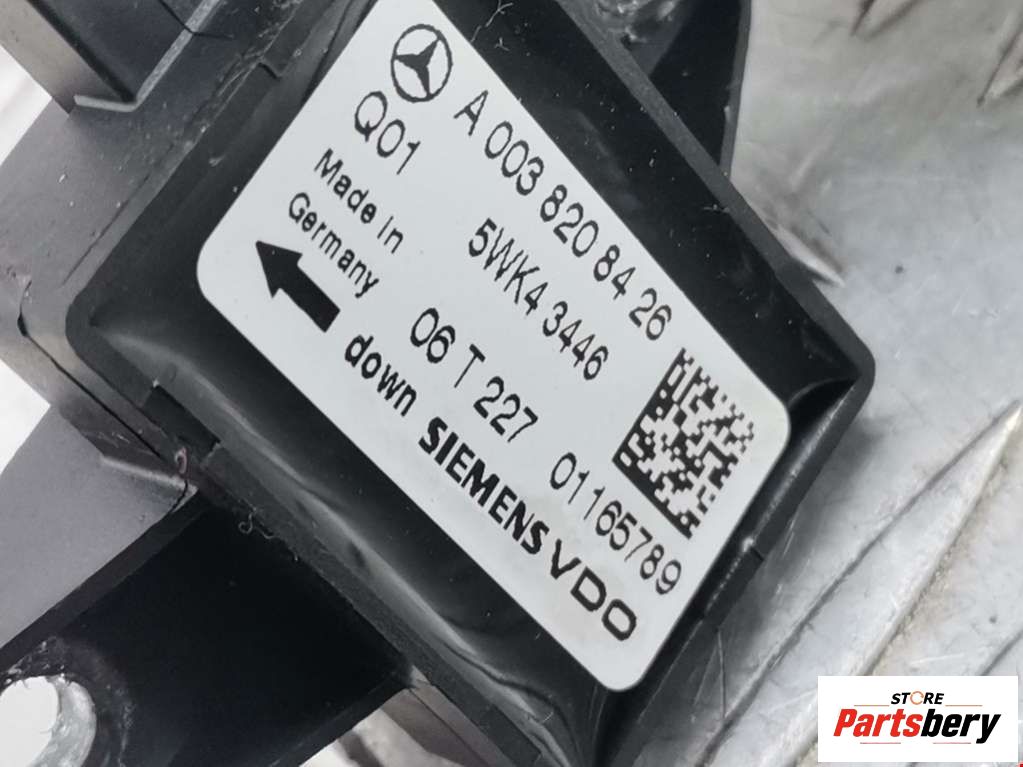 A 003 820 84 26
Q01
5WK4 3446
Made in
Germany
06 T 227
01165789
down
SIEMENS VDO
STORE
Partsbery